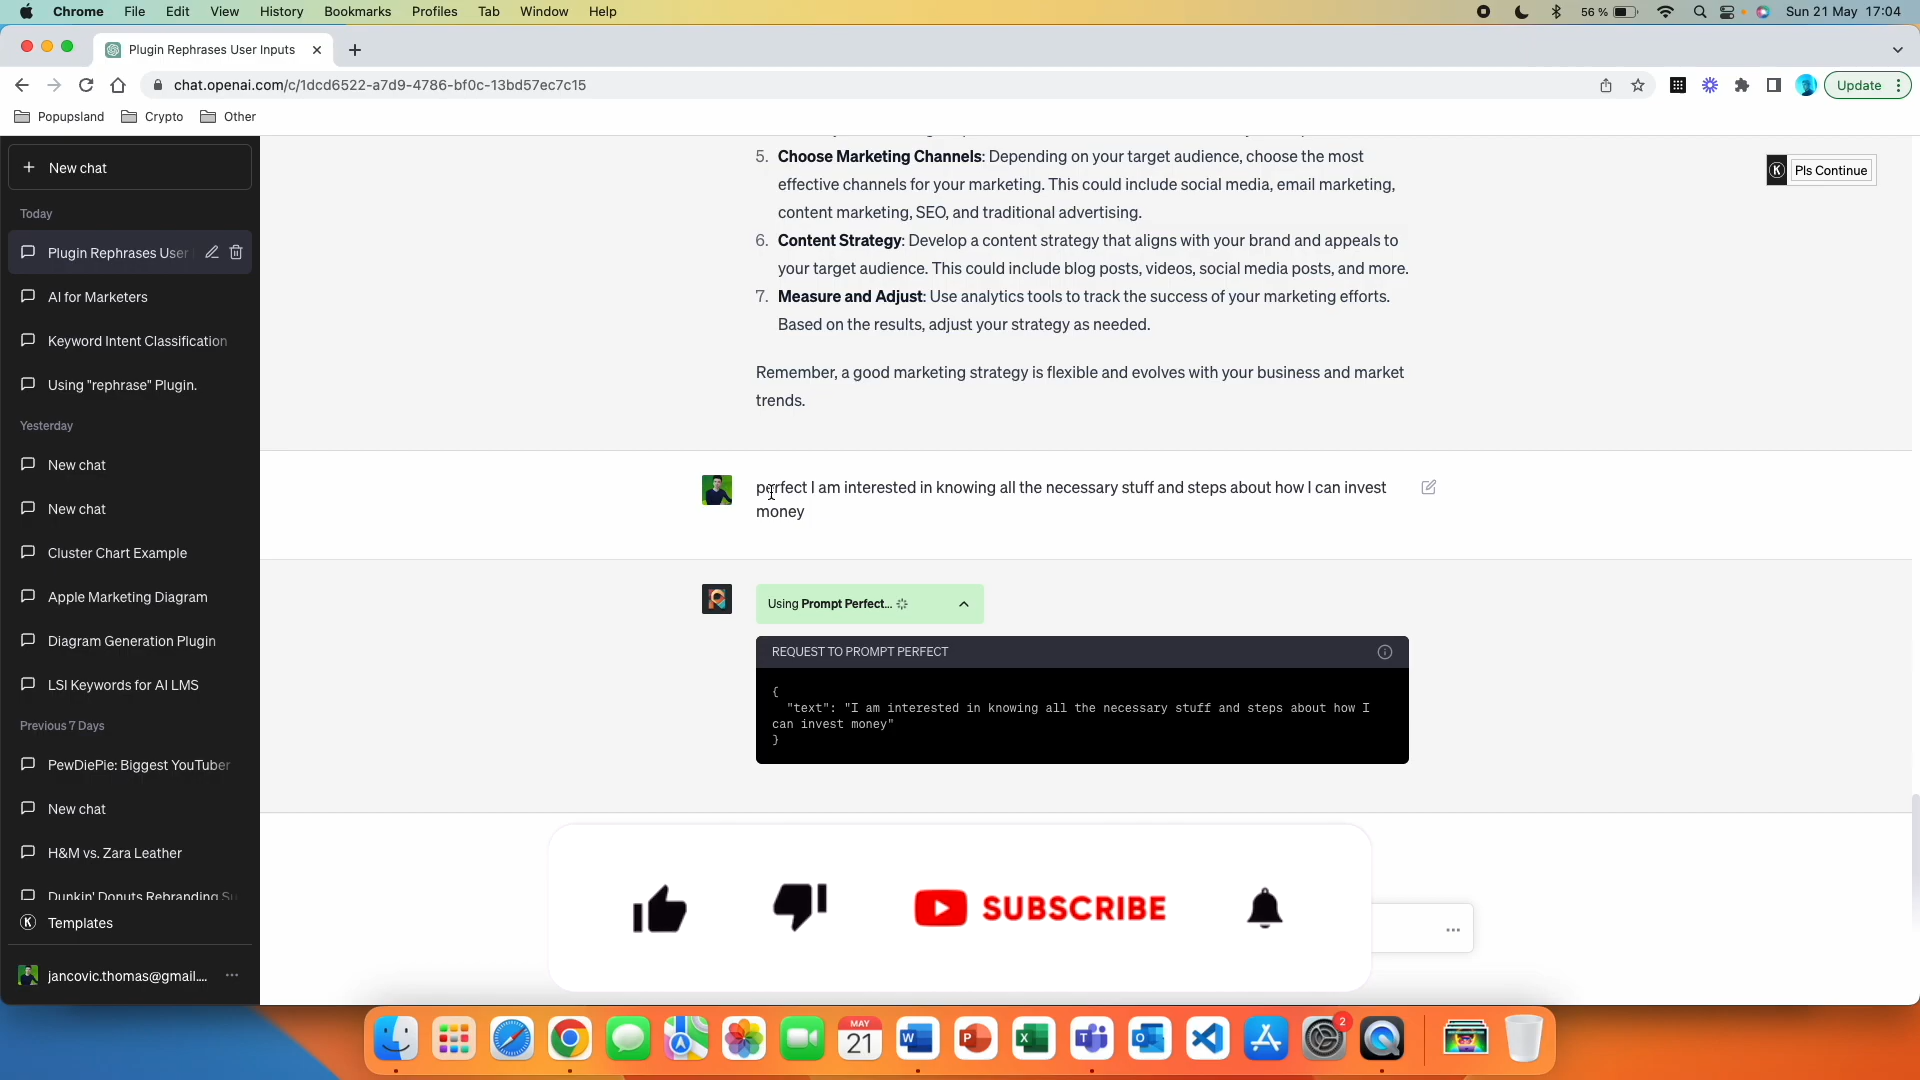 Chrome File Edit View History Bookmarks Profiles Tab Window Help 56 % Sun 21 May 17:04
Plugin Rephrases User Inputs
chat.openai.com/c/1dcd6522-a7d9-4786-bf0c-13bd57ec7c15 Update
Popupsland Crypto Other
New chat
Today
Plugin Rephrases User
AI for Marketers
Keyword Intent Classification
Using "rephrase" Plugin.
Yesterday
New chat
New chat
Cluster Chart Example
Apple Marketing Diagram
Diagram Generation Plugin
LSI Keywords for AI LMS
Previous 7 Days
PewDiePie: Biggest YouTuber
New chat
H&M vs. Zara Leather
Dunkin' Donuts Rebranding Su
K Templates
jancovic.thomas@gmail....
5. Choose Marketing Channels: Depending on your target audience, choose the most
effective channels for your marketing. This could include social media, email marketing,
content marketing, SEO, and traditional advertising.
6. Content Strategy: Develop a content strategy that aligns with your brand and appeals to
your target audience. This could include blog posts, videos, social media posts, and more.
7. Measure and Adjust: Use analytics tools to track the success of your marketing efforts.
Based on the results, adjust your strategy as needed.
Remember, a good marketing strategy is flexible and evolves with your business and market
trends.
K Pls Continue
perfect I am interested in knowing all the necessary stuff and steps about how I can invest
money
Using Prompt Perfect...
REQUEST TO PROMPT PERFECT
{
"text": "I am interested in knowing all the necessary stuff and steps about how I
can invest money"
}
SUBSCRIBE
MAY
21
W
P
X
T
O
2